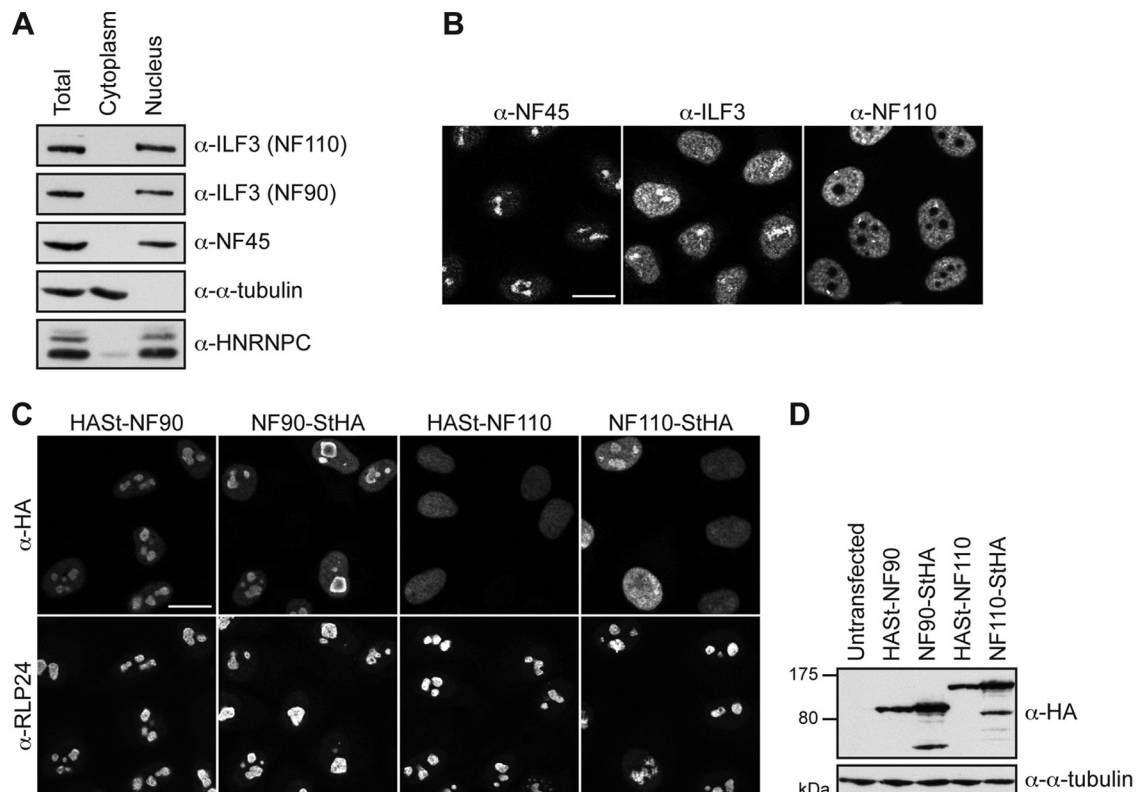 A
Total
Cytoplasm
Nucleus
α-ILF3 (NF110)
α-ILF3 (NF90)
α-NF45
α-α-tubulin
α-HNRNPC
B
α-NF45
α-ILF3
α-NF110
C
HASt-NF90
NF90-StHA
HASt-NF110
NF110-StHA
α-HA
α-RLP24
D
Untransfected
HASt-NF90
NF90-StHA
HASt-NF110
NF110-StHA
175
80
α-HA
α-α-tubulin
kDa